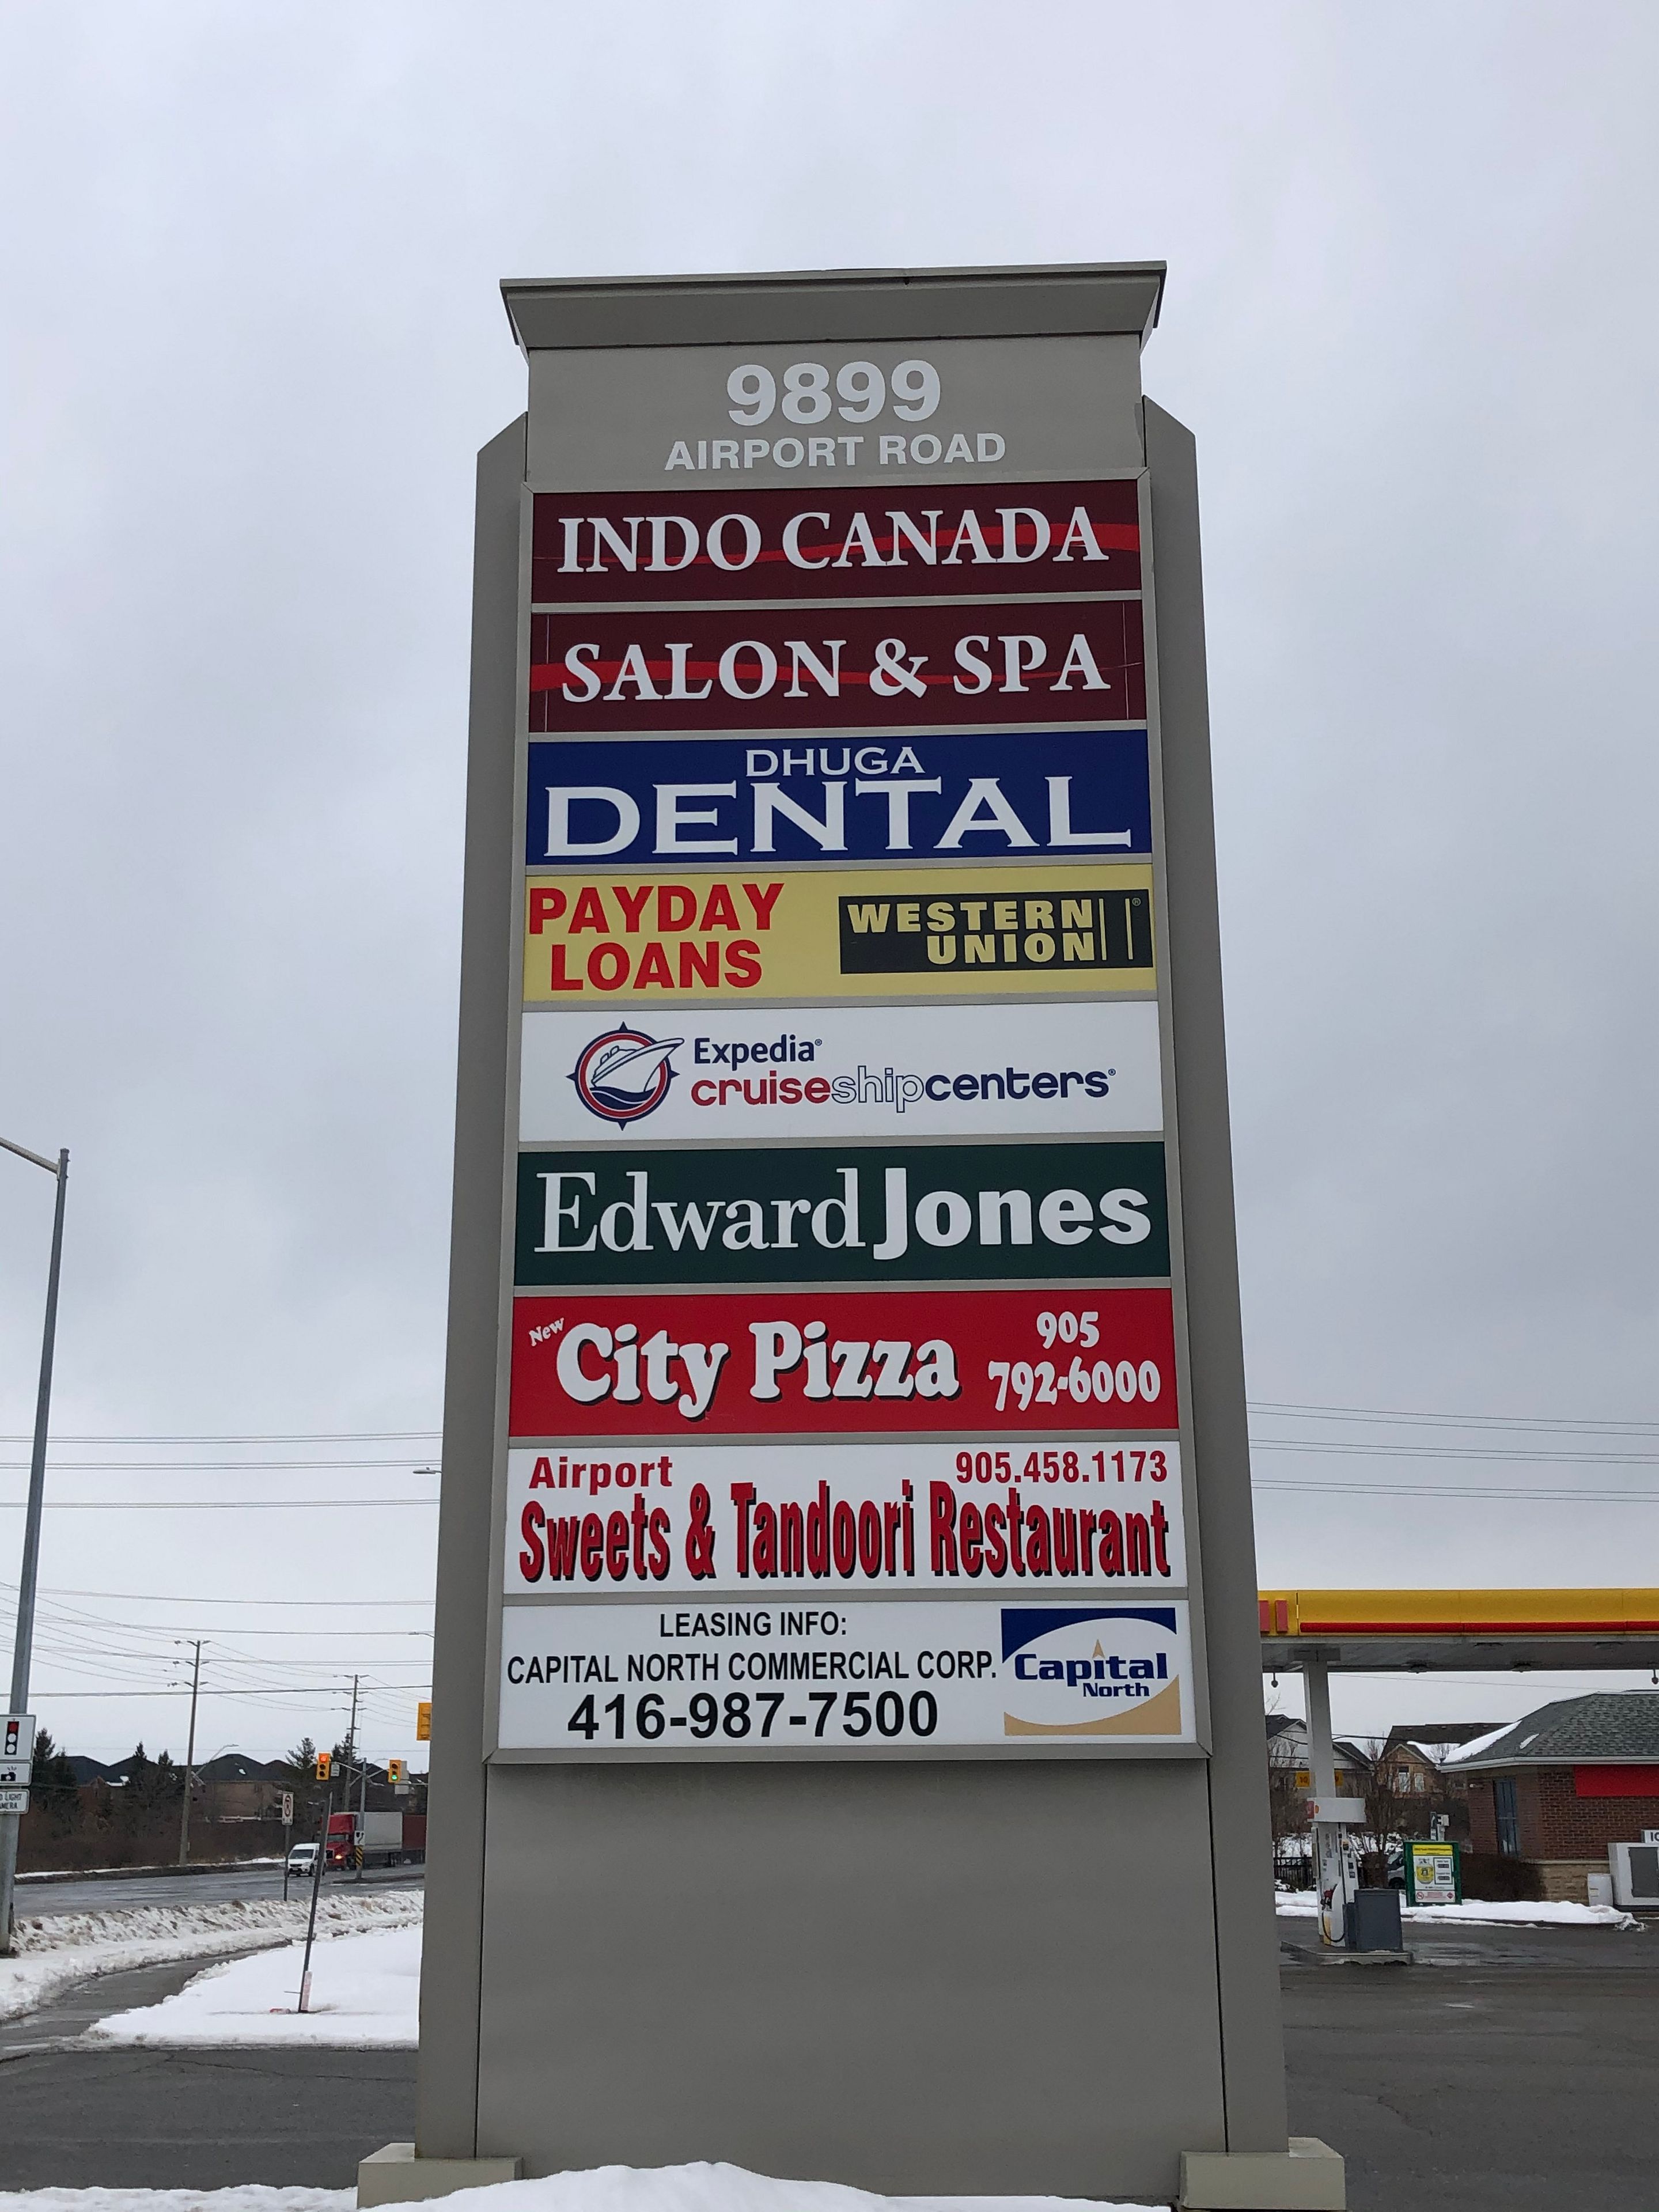 9899
AIRPORT ROAD
INDO CANADA
SALON & SPA
DHUGA
DENTAL
PAYDAY
LOANS
WESTERN
UNION ®
Expedia®
cruiseshipcenters®
Edward Jones
New City Pizza
905
792-6000
Airport
905.458.1173
Sweets & Tandoori Restaurant
LEASING INFO:
CAPITAL NORTH COMMERCIAL CORP.
416-987-7500
Capital
North